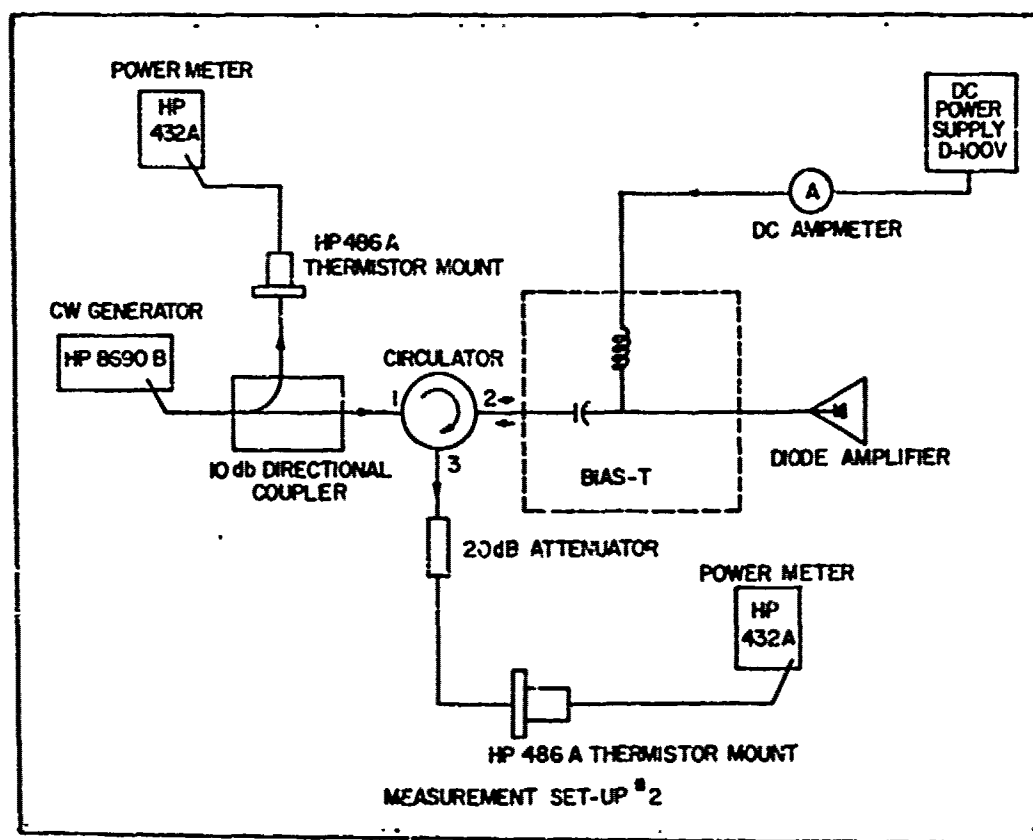 POWER METER
HP
432A
DC
POWER
SUPPLY
D-100V
A
DC AMPMETER
HP 486 A
THERMISTOR MOUNT
CW GENERATOR
HP 8690 B
CIRCULATOR
1
2
3
10 db DIRECTIONAL
COUPLER
BIAS-T
DIODE AMPLIFIER
20dB ATTENUATOR
POWER METER
HP
432A
HP 486 A THERMISTOR MOUNT
MEASUREMENT SET-UP #2